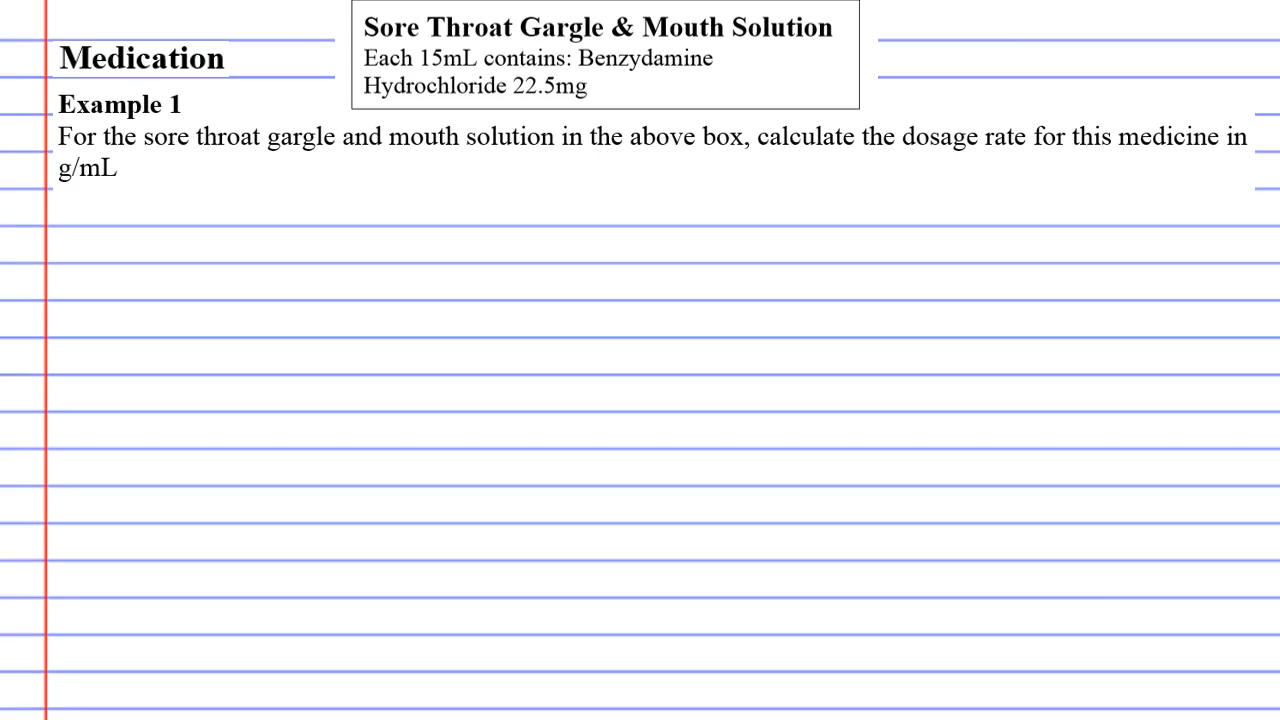 Sore Throat Gargle & Mouth Solution
Each 15mL contains: Benzydamine
Hydrochloride 22.5mg
Medication
Example 1
For the sore throat gargle and mouth solution in the above box, calculate the dosage rate for this medicine in
g/mL